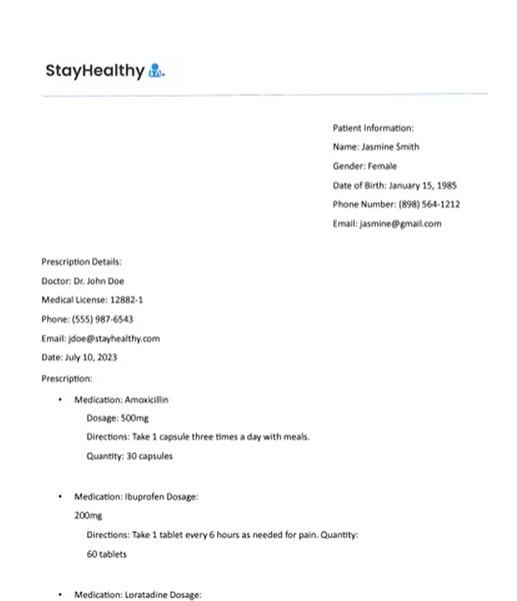 StayHealthy
Patient Information:
Name: Jasmine Smith
Gender: Female
Date of Birth: January 15, 1985
Phone Number: (898) 564-1212
Email: jasmine@gmail.com
Prescription Details:
Doctor: Dr. John Doe
Medical License: 12882-1
Phone: (555) 987-6543
Email: jdoe@stayhealthy.com
Date: July 10, 2023
Prescription:
• Medication: Amoxicillin
Dosage: 500mg
Directions: Take 1 capsule three times a day with meals.
Quantity: 30 capsules
• Medication: Ibuprofen Dosage:
200mg
Directions: Take 1 tablet every 6 hours as needed for pain. Quantity:
60 tablets
• Medication: Loratadine Dosage: